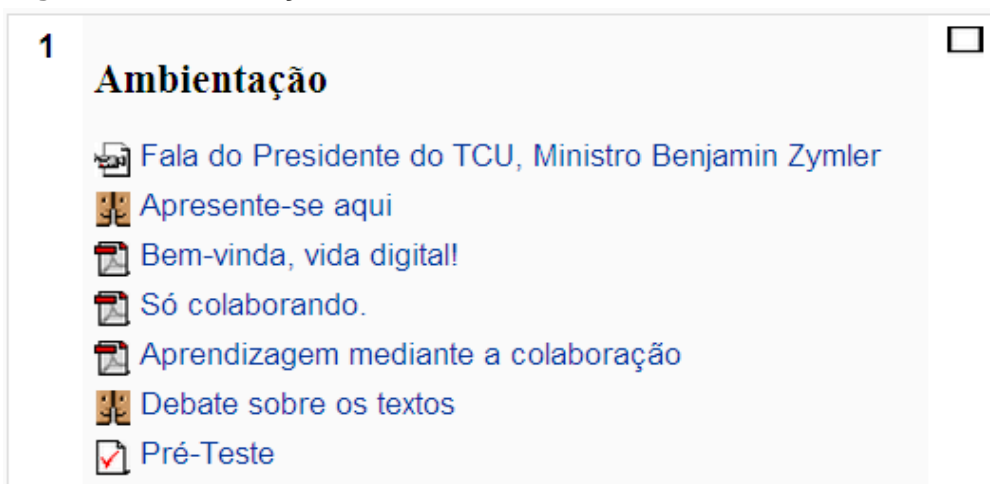 1
Ambientação
Fala do Presidente do TCU, Ministro Benjamin Zymler
Apresente-se aqui
Bem-vinda, vida digital!
Só colaborando.
Aprendizagem mediante a colaboração
Debate sobre os textos
Pré-Teste